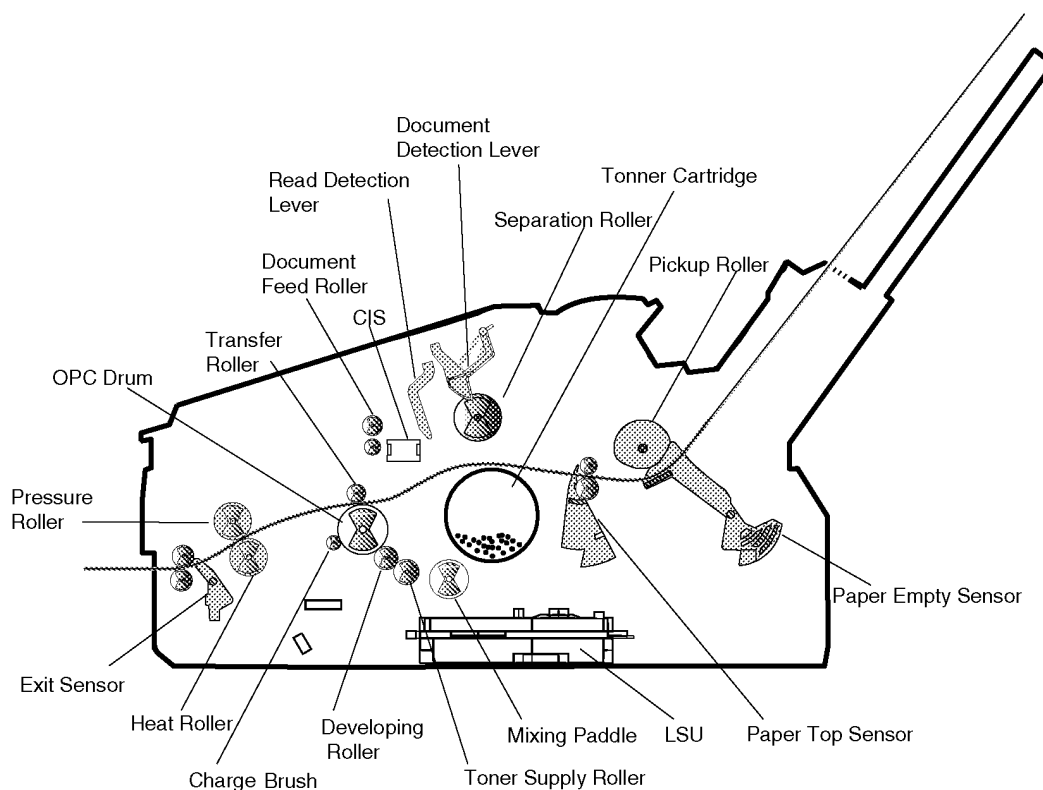 Document
Detection Lever
Read Detection
Lever
Tonner Cartridge
Separation Roller
Document
Feed Roller
Pickup Roller
CIS
Transfer
Roller
OPC Drum
Pressure
Roller
Paper Empty Sensor
Exit Sensor
Heat Roller
Developing
Roller
Mixing Paddle
LSU
Paper Top Sensor
Charge Brush
Toner Supply Roller